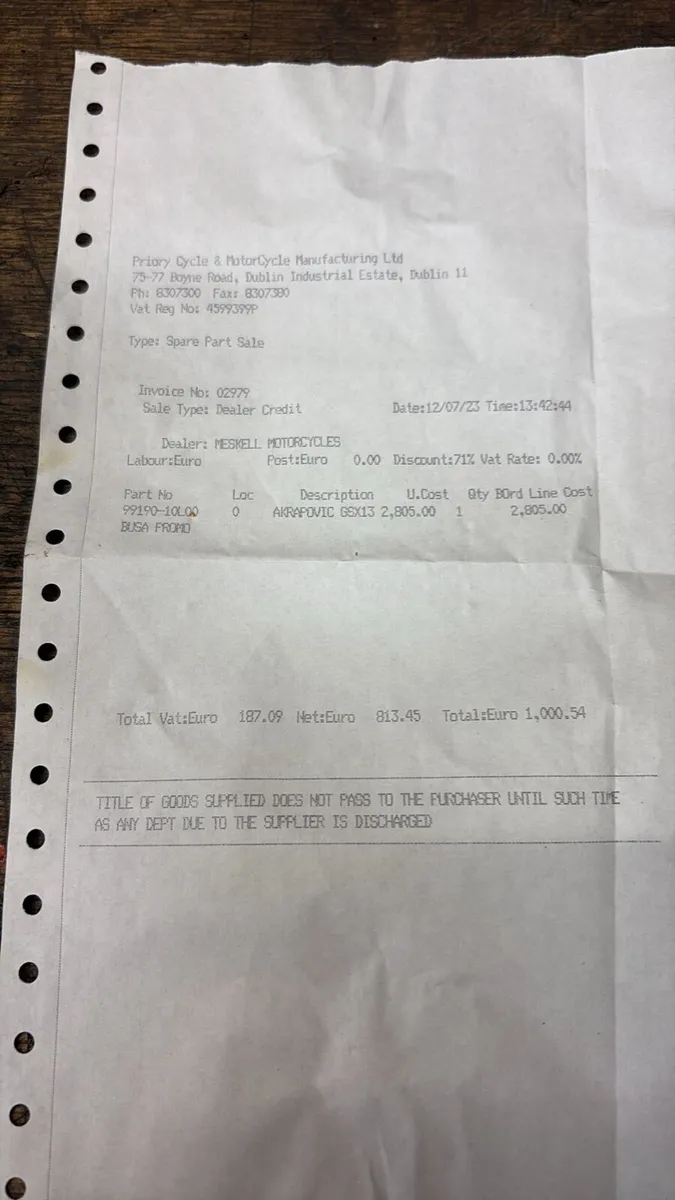 Priory Cycle & MotorCycle Manufacturing Ltd
75-77 Boyne Road, Dublin Industrial Estate, Dublin 11
Ph: 8307300 Fax: 8307380
Vat Reg No: 4599399P
Type: Spare Part Sale
Invoice No: 02979
Sale Type: Dealer Credit Date:12/07/23 Time:13:42:44
Dealer: MESKELL MOTORCYCLES
Labour:Euro Post:Euro 0.00 Discount:71% Vat Rate: 0.00%
Part No Loc Description U.Cost Qty BOrd Line Cost
99190-10L00 0 AKRAPOVIC GSX13 2,805.00 1 2,805.00
BUSA PROMO
Total Vat:Euro 187.09 Net:Euro 813.45 Total:Euro 1,000.54
TITLE OF GOODS SUPPLIED DOES NOT PASS TO THE PURCHASER UNTIL SUCH TIME
AS ANY DEPT DUE TO THE SUPPLIER IS DISCHARGED